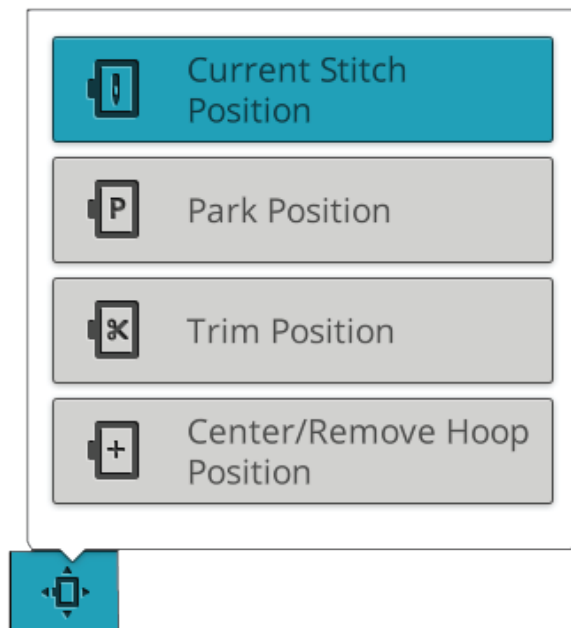 Current Stitch
Position
P
Park Position
Trim Position
Center/Remove Hoop
Position